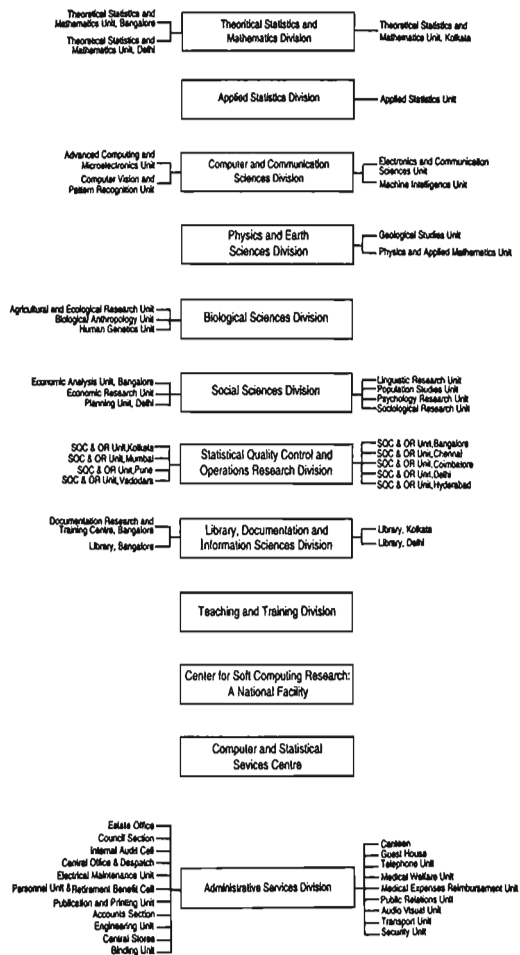 Theoretical Statistics and
Mathematics Unit, Bangalore
Theoretical Statistics and
Mathematics Unit, Delhi
Theoritical Statistics and
Mathematics Division
Theoretical Statistics and
Mathematics Unit, Kolkata
Applied Statistics Division
Applied Statistics Unit
Advanced Computing and
Microelectronics Unit
Computer Vision and
Pattern Recognition Unit
Computer and Communication
Sciences Division
Electronics and Communication
Sciences Unit
Machine Intelligence Unit
Physics and Earth
Sciences Division
Geological Studies Unit
Physics and Applied Mathematics Unit
Agricultural and Ecological Research Unit
Biological Anthropology Unit
Human Genetics Unit
Biological Sciences Division
Economic Analysis Unit, Bangalore
Economic Research Unit
Planning Unit, Delhi
Social Sciences Division
Linguistic Research Unit
Population Studies Unit
Psychology Research Unit
Sociological Research Unit
SQC & OR Unit,Kolkata
SQC & OR Unit,Mumbai
SQC & OR Unit,Pune
SQC & OR Unit,Vadodara
Statistical Quality Control and
Operations Research Division
SQC & OR Unit,Bangalore
SQC & OR Unit,Chennai
SQC & OR Unit,Coimbatore
SQC & OR Unit,Delhi
SQC & OR Unit,Hyderabad
Documentation Research and
Training Centre, Bangalore
Library, Bangalore
Library, Documentation and
Information Sciences Division
Library, Kolkata
Library, Delhi
Teaching and Training Division
Center for Soft Computing Research:
A National Facility
Computer and Statistical
Sevices Centre
Estate Office
Council Section
Internal Audit Cell
Central Office & Despatch
Electrical Maintenance Unit
Personnel Unit & Retirement Benefit Cell
Publication and Printing Unit
Accounts Section
Engineering Unit
Central Stores
Binding Unit
Administrative Services Division
Canteen
Guest House
Telephone Unit
Medical Welfare Unit
Medical Expenses Reimbursement Unit
Public Relations Unit
Audio Visual Unit
Transport Unit
Security Unit